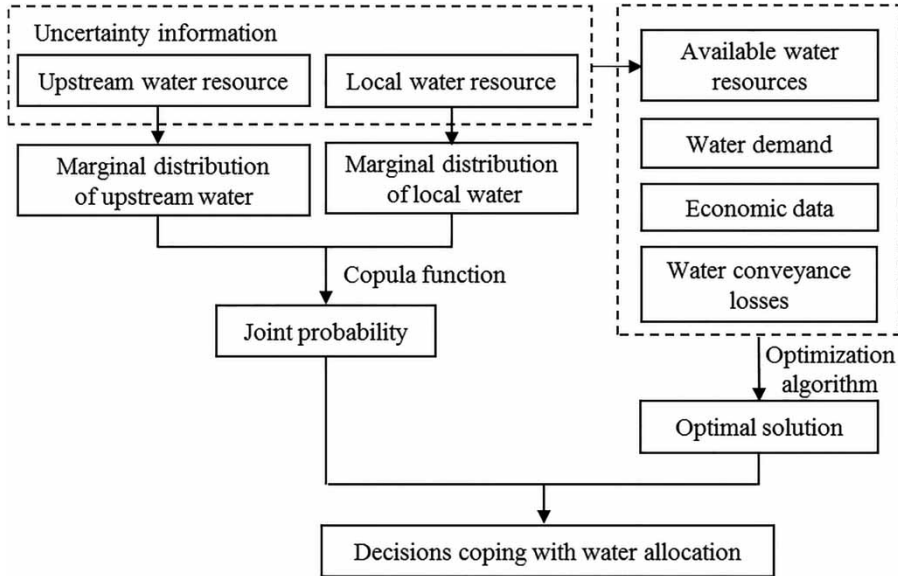 Uncertainty information
Upstream water resource
Local water resource
Available water
resources
Marginal distribution
of upstream water
Marginal distribution
of local water
Water demand
Economic data
Copula function
Water conveyance
losses
Joint probability
Optimization
algorithm
Optimal solution
Decisions coping with water allocation